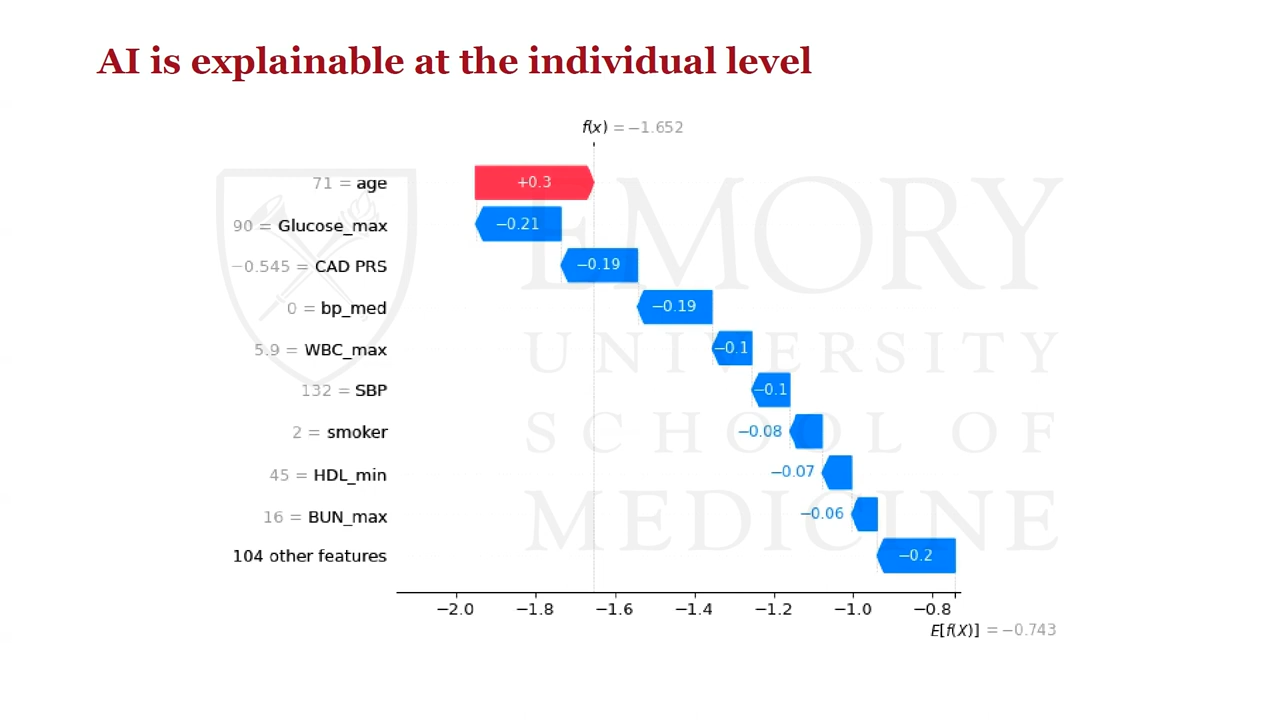 AI is explainable at the individual level
f(x) = −1.652
71 = age
+0.3
90 = Glucose_max
−0.21
−0.545 = CAD PRS
−0.19
0 = bp_med
−0.19
5.9 = WBC_max
−0.1
132 = SBP
−0.1
2 = smoker
−0.08
45 = HDL_min
−0.07
16 = BUN_max
−0.06
104 other features
−0.2
−2.0 −1.8 −1.6 −1.4 −1.2 −1.0 −0.8
E[f(X)] = −0.743
EMORY
UNIVERSITY
SCHOOL OF
MEDICINE